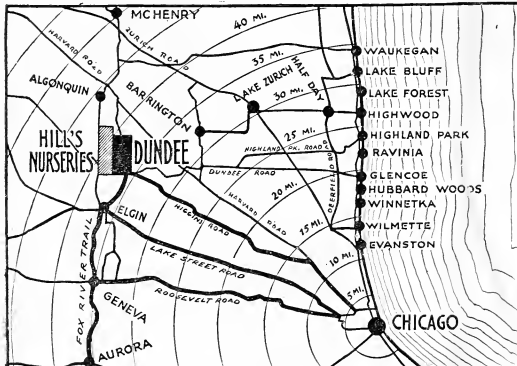 McHENRY
40 MI.
ZURICH ROAD
HARVARD ROAD
WAUKEGAN
35 MI.
LAKE BLUFF
ALGONQUIN
BARRINGTON
LAKE ZURICH
HALF DAY
30 MI.
LAKE FOREST
HIGHWOOD
HILL'S
NURSERIES
DUNDEE
25 MI.
HIGHLAND PK. ROAD
HIGHLAND PARK
RAVINIA
DUNDEE ROAD
DEERFIELD ROAD
GLENCOE
20 MI.
HUBBARD WOODS
WINNETKA
ELGIN
HIGGINS ROAD
HARVARD ROAD
15 MI.
WILMETTE
EVANSTON
LAKE STREET ROAD
10 MI.
FOX RIVER TRAIL
GENEVA
ROOSEVELT ROAD
5 MI.
CHICAGO
AURORA